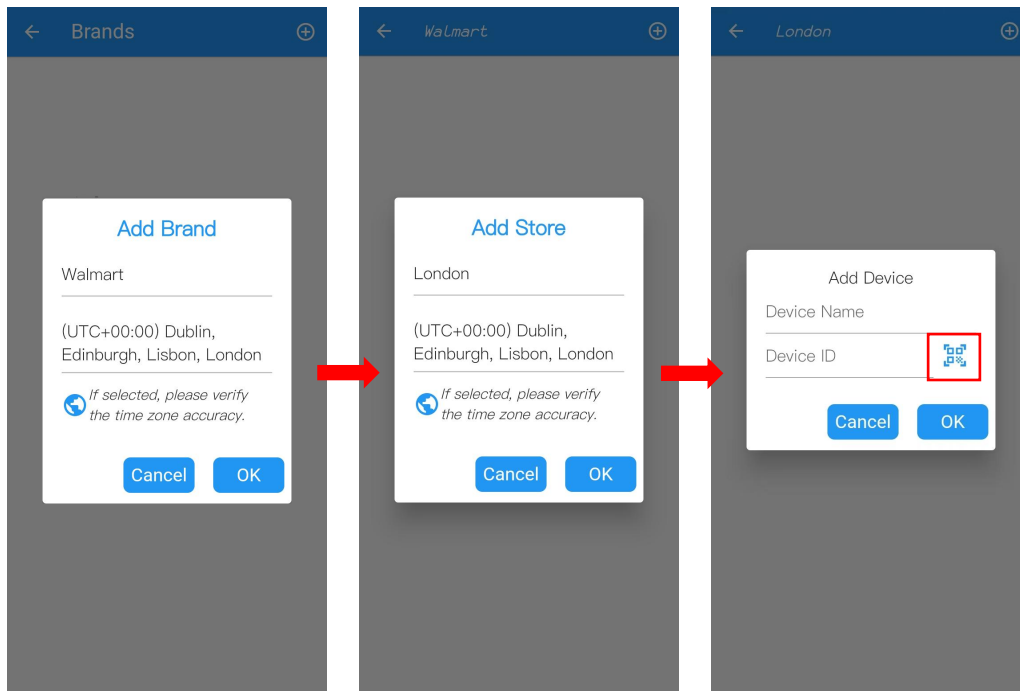 Brands
Add Brand
Walmart
(UTC+00:00) Dublin,
Edinburgh, Lisbon, London
If selected, please verify
the time zone accuracy.
Cancel
OK
Walmart
Add Store
London
(UTC+00:00) Dublin,
Edinburgh, Lisbon, London
If selected, please verify
the time zone accuracy.
Cancel
OK
London
Add Device
Device Name
Device ID
Cancel
OK